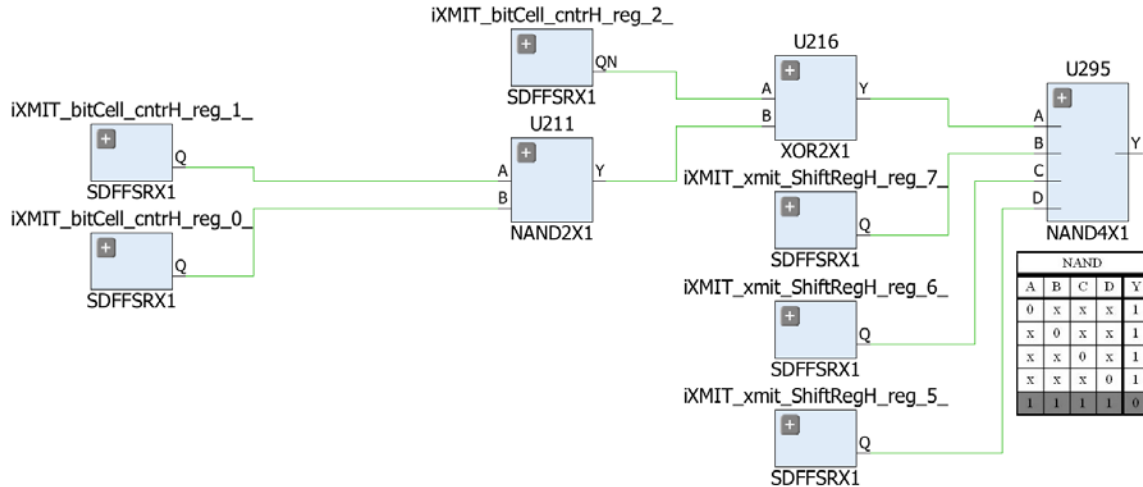 iXMIT_bitCell_cntrH_reg_2_
QN
SDFFSRX1
iXMIT_bitCell_cntrH_reg_1_
Q
SDFFSRX1
iXMIT_bitCell_cntrH_reg_0_
Q
SDFFSRX1
U211
A
B
Y
NAND2X1
U216
A
B
Y
XOR2X1
iXMIT_xmit_ShiftRegH_reg_7_
Q
SDFFSRX1
iXMIT_xmit_ShiftRegH_reg_6_
Q
SDFFSRX1
iXMIT_xmit_ShiftRegH_reg_5_
Q
SDFFSRX1
U295
A
B
C
D
Y
NAND4X1
NAND
A B C D Y
0 x x x 1
x 0 x x 1
x x 0 x 1
x x x 0 1
1 1 1 1 0